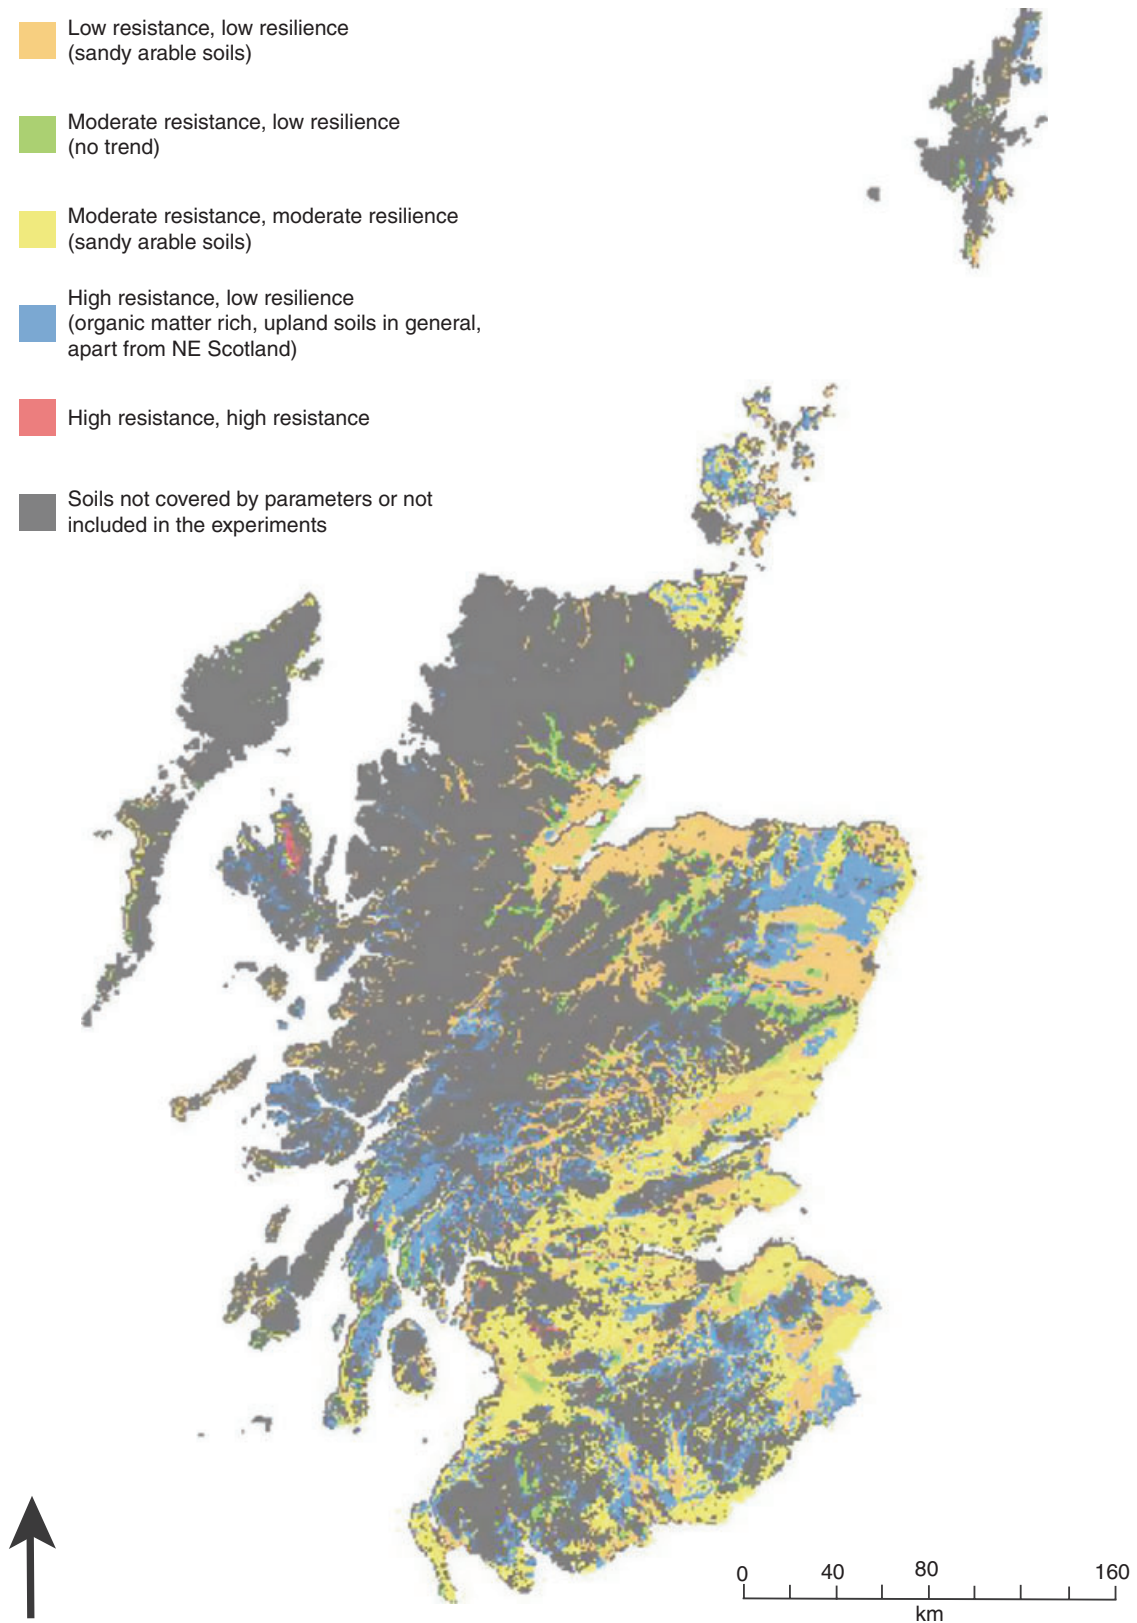 Low resistance, low resilience
(sandy arable soils)
Moderate resistance, low resilience
(no trend)
Moderate resistance, moderate resilience
(sandy arable soils)
High resistance, low resilience
(organic matter rich, upland soils in general,
apart from NE Scotland)
High resistance, high resistance
Soils not covered by parameters or not
included in the experiments
0 40 80 160
km